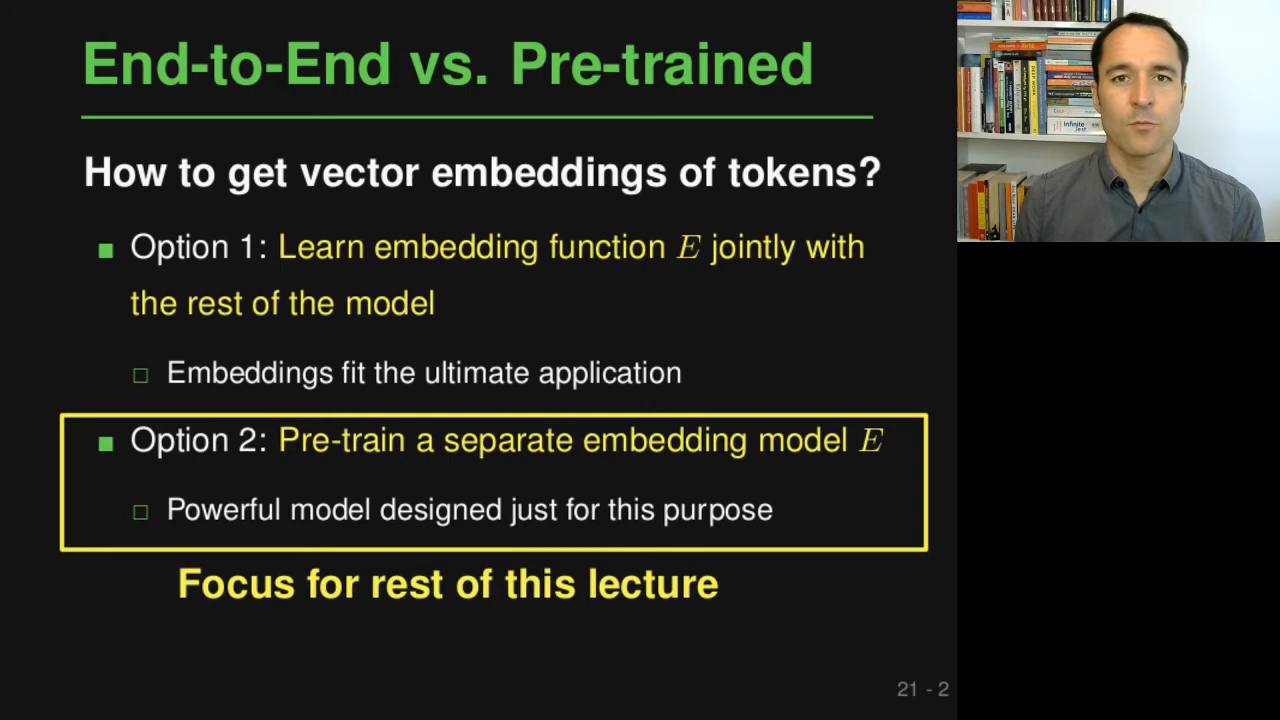 End-to-End vs. Pre-trained
How to get vector embeddings of tokens?
■ Option 1: Learn embedding function E jointly with
the rest of the model
□ Embeddings fit the ultimate application
■ Option 2: Pre-train a separate embedding model E
□ Powerful model designed just for this purpose
Focus for rest of this lecture
21 - 2
Infinite
Jest